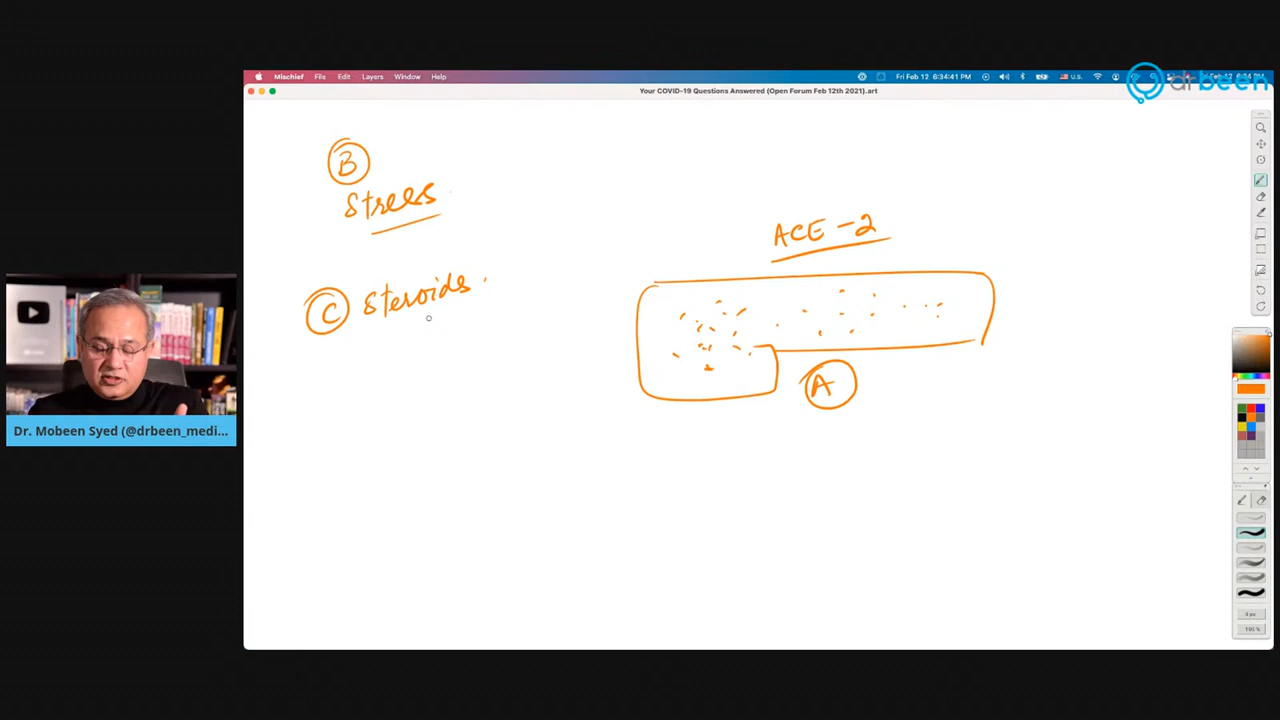 Mischief File Edit Layers Window Help
Fri Feb 12 6:34:41 PM
U.S.
drbeen
Your COVID-19 Questions Answered (Open Forum Feb 12th 2021).art
B
Stress
ACE-2
C Steroids.
A
Dr. Mobeen Syed (@drbeen_medi...
100%